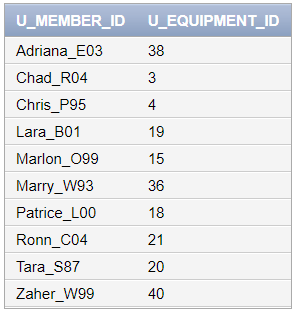 U_MEMBER_ID U_EQUIPMENT_ID
Adriana_E03 38
Chad_R04 3
Chris_P95 4
Lara_B01 19
Marlon_O99 15
Marry_W93 36
Patrice_L00 18
Ronn_C04 21
Tara_S87 20
Zaher_W99 40